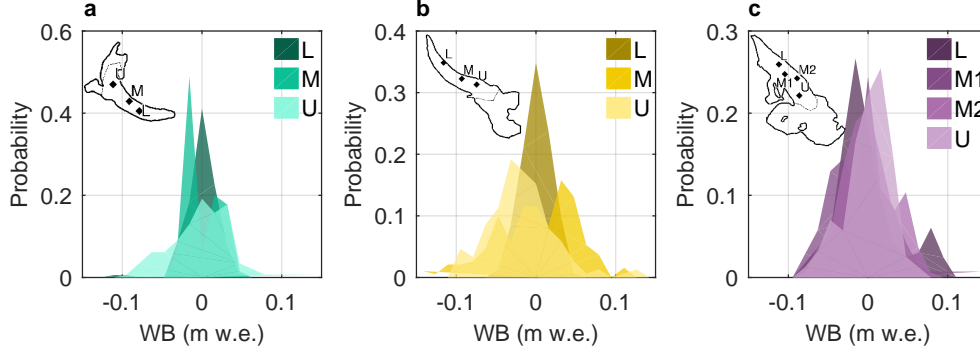 a
0.6
0.4
0.2
0
Probability
-0.1 0 0.1
WB (m w.e.)
L
M
U
U
M
L
b
0.4
0.3
0.2
0.1
0
Probability
-0.1 0 0.1
WB (m w.e.)
L
M
U
L
M
U
c
0.3
0.2
0.1
0
Probability
-0.1 0 0.1
WB (m w.e.)
L
M1
M2
U
L
M2
M1
U